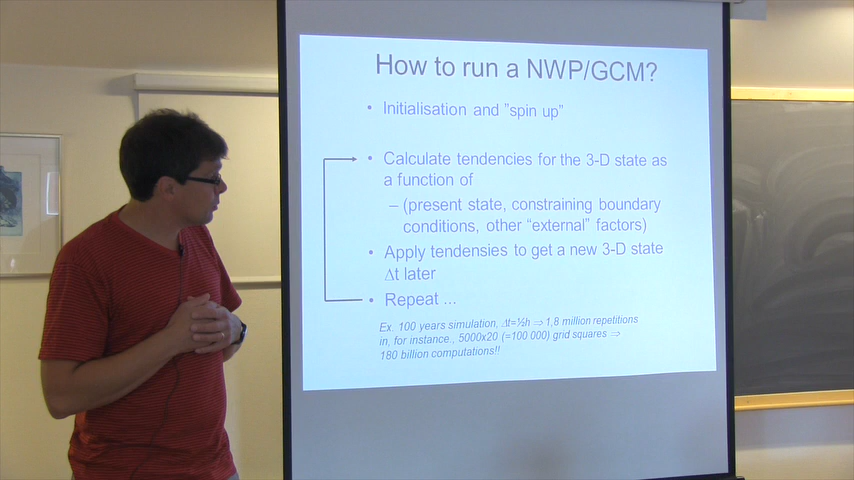 How to run a NWP/GCM?
• Initialisation and ”spin up”
• Calculate tendencies for the 3-D state as
a function of
– (present state, constraining boundary
conditions, other “external” factors)
• Apply tendensies to get a new 3-D state
Δt later
• Repeat ...
Ex. 100 years simulation, Δt=½h ⇒ 1,8 million repetitions
in, for instance., 5000x20 (=100 000) grid squares ⇒
180 billion computations!!